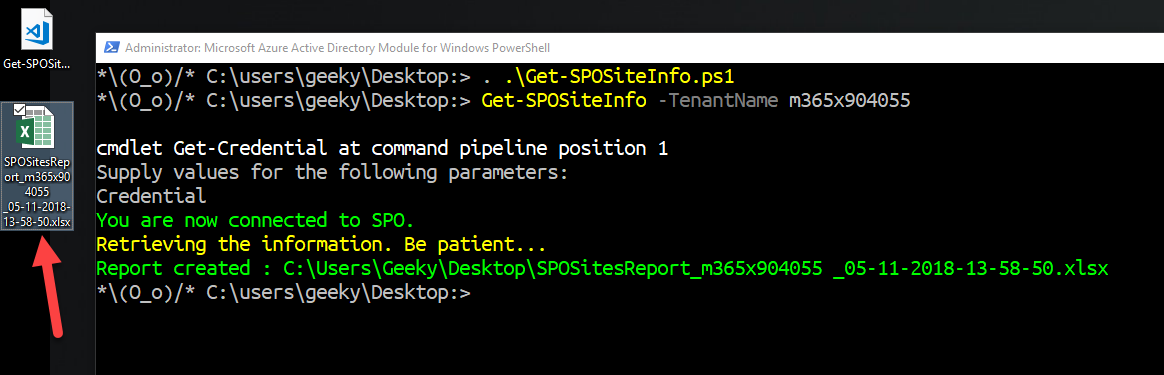 Get-SPOSit...
SPOSitesRep
ort_m365x904
055
_05-11-2018-
13-58-50.xlsx
Administrator: Microsoft Azure Active Directory Module for Windows PowerShell
*\(O_o)/* C:\users\geeky\Desktop:> . .\Get-SPOSiteInfo.ps1
*\(O_o)/* C:\users\geeky\Desktop:> Get-SPOSiteInfo -TenantName m365x904055
cmdlet Get-Credential at command pipeline position 1
Supply values for the following parameters:
Credential
You are now connected to SPO.
Retrieving the information. Be patient...
Report created : C:\Users\Geeky\Desktop\SPOSitesReport_m365x904055 _05-11-2018-13-58-50.xlsx
*\(O_o)/* C:\users\geeky\Desktop:>